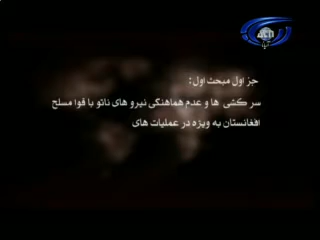 جز اول مبحث اول:
سر کشی ها و عدم هماهنگی نیرو های ناتو با قوا مسلح
افغانستان به ویژه در عملیات های